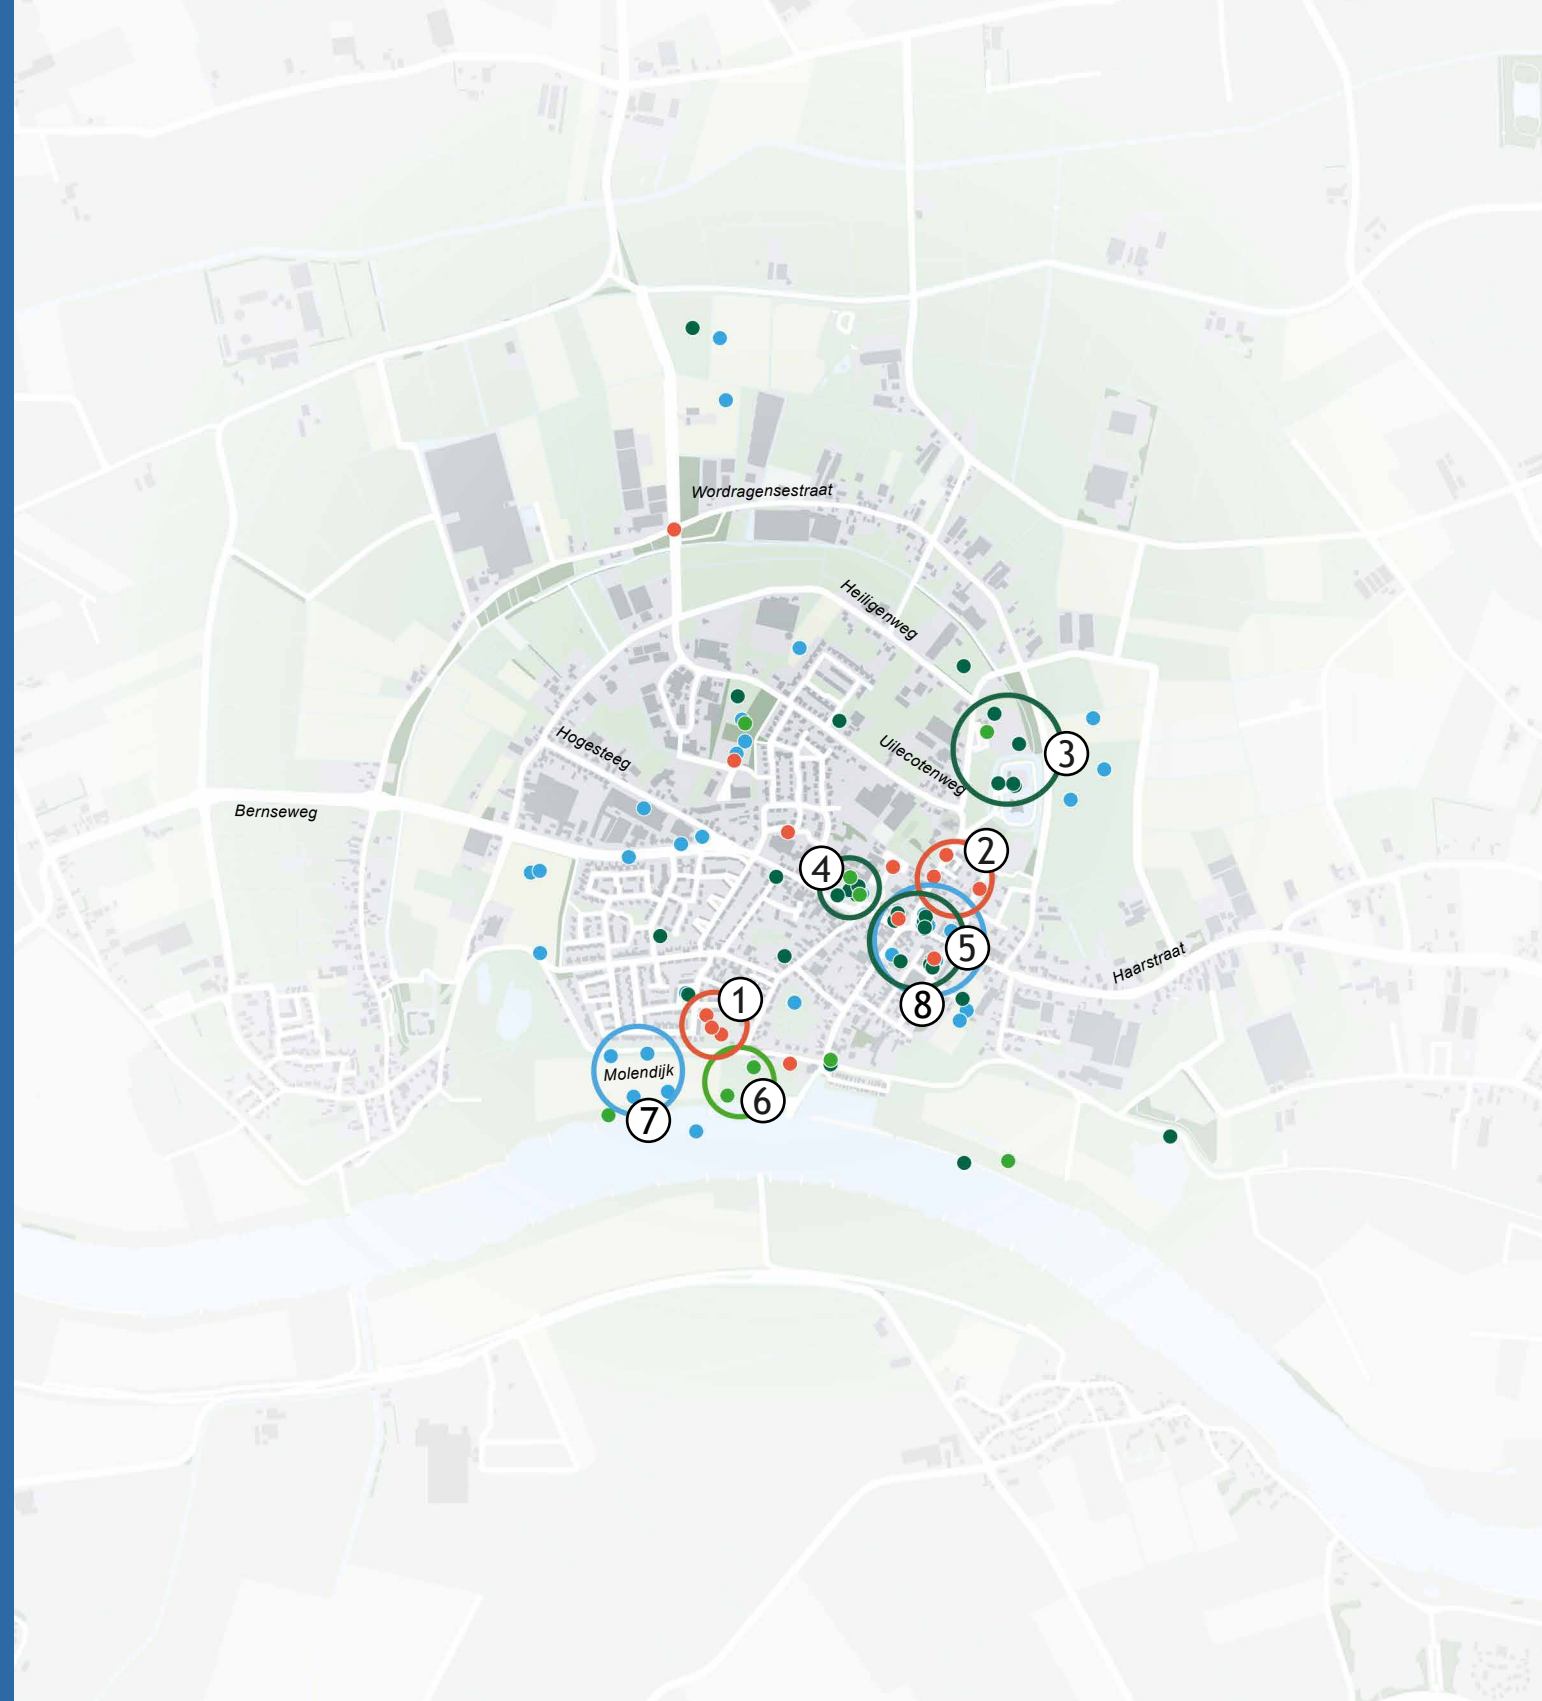 Wordragensestraat
Heiligenweg
Hogesteeg
Uilecotenweg
3
Bernseweg
2
4
5
Haarstraat
1
8
Molendijk
6
7